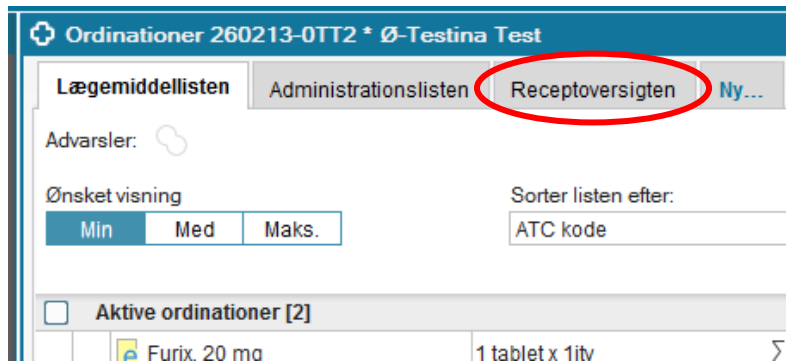 Ordinationer 260213-0TT2 * Ø-Testina Test
Lægemiddellisten Administrationslisten Receptoversigten Ny...
Advarsler:
Ønsket visning Sorter listen efter:
Min Med Maks. ATC kode
Aktive ordinationer [2]
e Furix, 20 mg 1 tablet x 1ity Σ